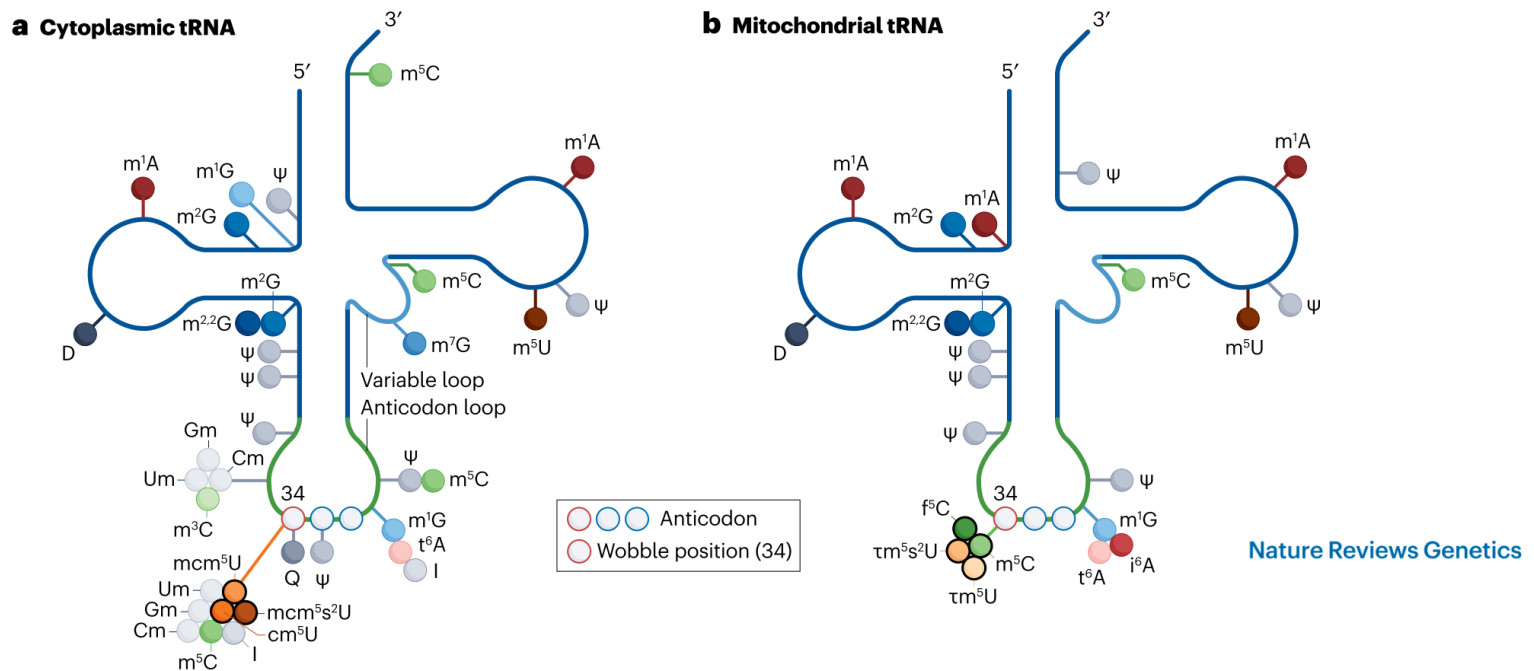 a Cytoplasmic tRNA
3′
5′
m⁵C
m¹A
m¹G
Ψ
m²G
m¹A
m²G
m²,²G
D
m⁵C
Ψ
m⁵U
m⁷G
Ψ
Ψ
Variable loop
Anticodon loop
Ψ
Gm
Cm
Um
m³C
34
Ψ
m⁵C
m¹G
t⁶A
I
Q
Ψ
mcm⁵U
Um
Gm
Cm
m⁵C
I
cm⁵U
mcm⁵s²U
Anticodon
Wobble position (34)
b Mitochondrial tRNA
3′
5′
m¹A
m²G
m¹A
Ψ
m¹A
m²G
m²,²G
D
m⁵C
Ψ
m⁵U
Ψ
Ψ
Ψ
34
Ψ
f⁵C
τm⁵s²U
m⁵C
τm⁵U
m¹G
t⁶A
i⁶A
Nature Reviews Genetics